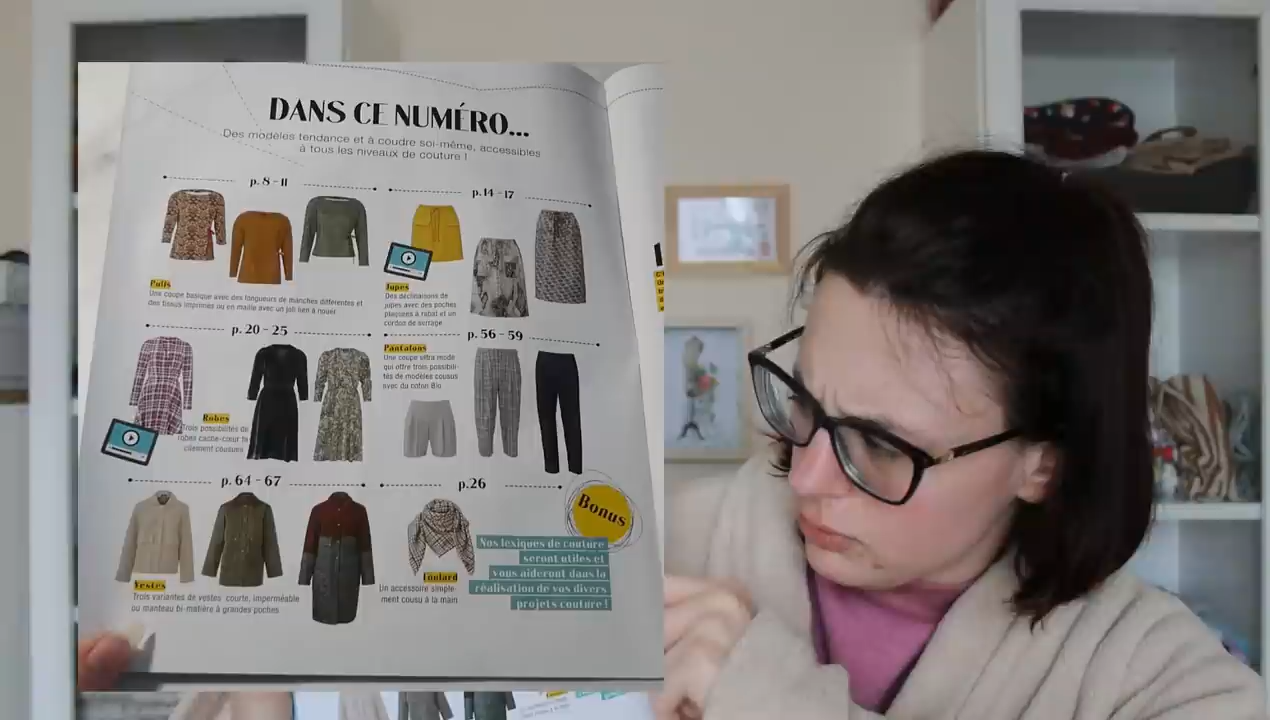 DANS CE NUMÉRO...
Des modèles tendance et à coudre soi-même, accessibles
à tous les niveaux de couture !
p. 8 - 11
Pulls
Une coupe basique avec des longueurs de manches différentes et
des tissus imprimés ou en maille avec un joli lien à nouer
p. 14 - 17
Jupes
Des déclinaisons de
jupes avec des poches
plaquées à rabat et un
cordon de serrage
p. 20 - 25
Robes
Trois possibilités de
robes cache-cœur fa-
cilement cousues
p. 56 - 59
Pantalons
Une coupe ultra mode
qui offre trois possibili-
tés de modèles cousus
avec du coton Bio
p. 64 - 67
Vestes
Trois variantes de vestes courte, imperméable
ou manteau bi-matière à grandes poches
p.26
Foulard
Un accessoire simple-
ment cousu à la main
Bonus
Nos lexiques de couture
seront utiles et
vous aideront dans la
réalisation de vos divers
projets couture !